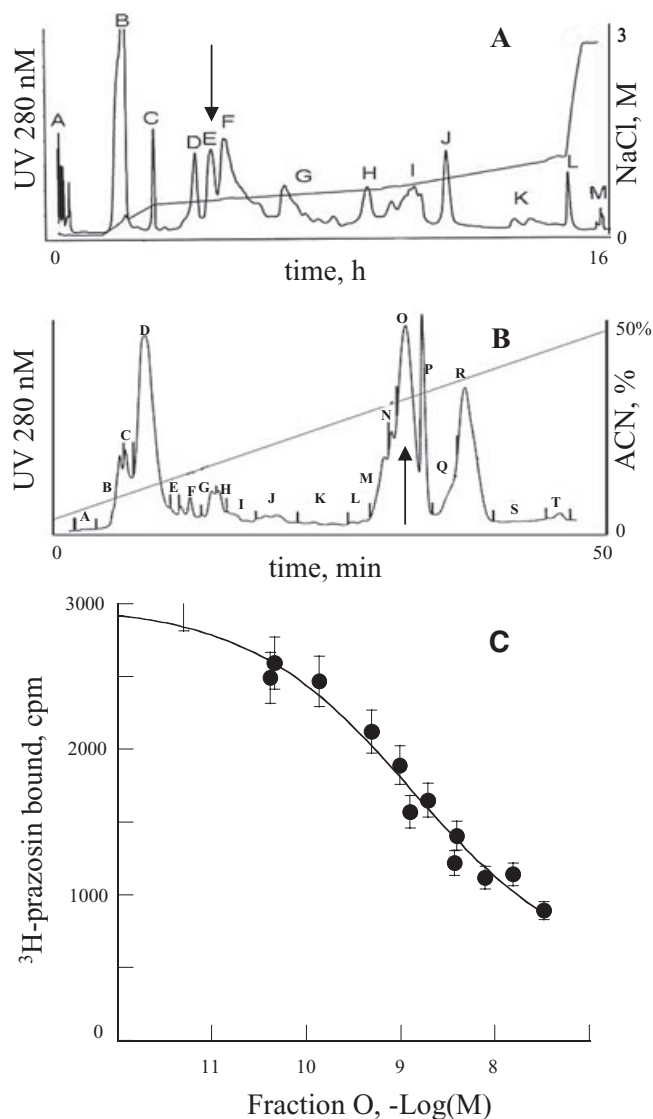 A
3
B
A
C
D
E
F
G
H
I
J
K
L
M
UV 280 nM
NaCl, M
0
0
time, h
16
B
50%
D
O
P
R
C
N
B
A
E
F
G
H
I
J
K
L
M
Q
S
T
UV 280 nM
ACN, %
0
0
time, min
50
C
3000
2000
1000
0
³H-prazosin bound, cpm
11
10
9
8
Fraction O, -Log(M)